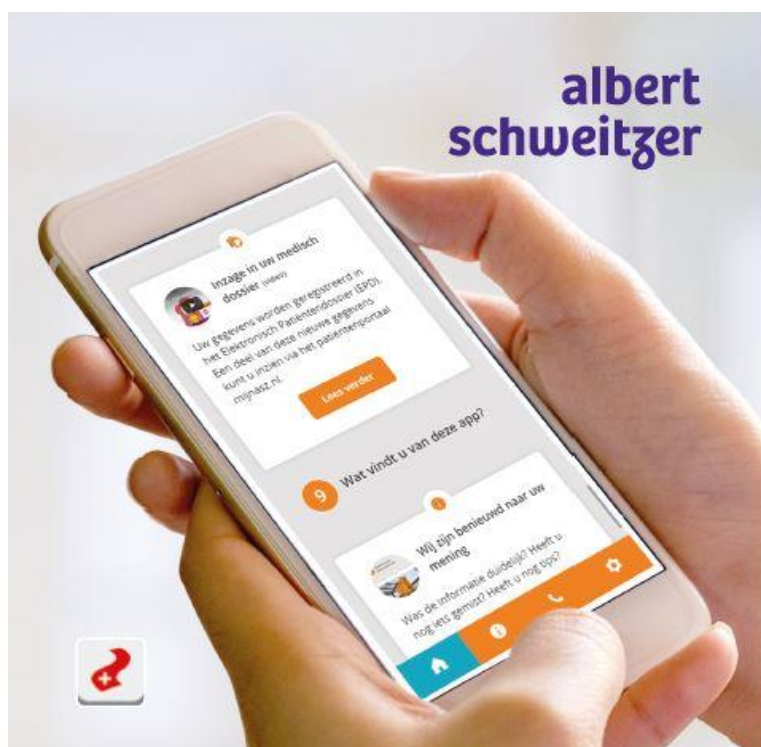 albert
schweitzer
Inzage in uw medisch
dossier (video)
Uw gegevens worden geregistreerd in
het Elektronisch Patiëntendossier (EPD).
Een deel van deze nieuwe gegevens
kunt u inzien via het patiëntenportaal
mijnasz.nl.
Lees verder
9 Wat vindt u van deze app?
Wij zijn benieuwd naar uw
mening
Was de informatie duidelijk? Heeft u
nog iets gemist? Heeft u nog tips?